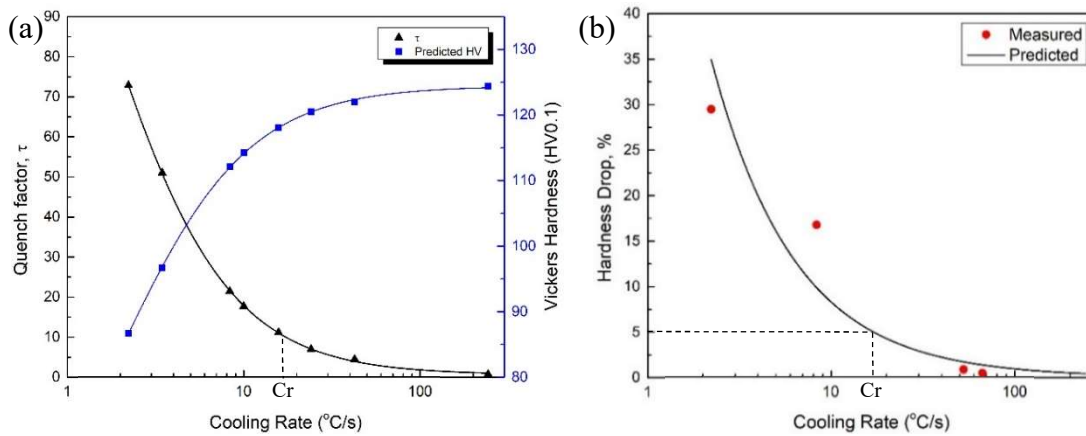 (a)
90
80
70
60
50
40
30
20
10
0
Quench factor, τ
τ
Predicted HV
130
120
110
100
90
80
Vickers Hardness (HV0.1)
1
10
Cr
100
Cooling Rate (°C/s)
(b)
40
35
30
25
20
15
10
5
0
Hardness Drop, %
Measured
Predicted
1
10
Cr
100
Cooling Rate (°C/s)